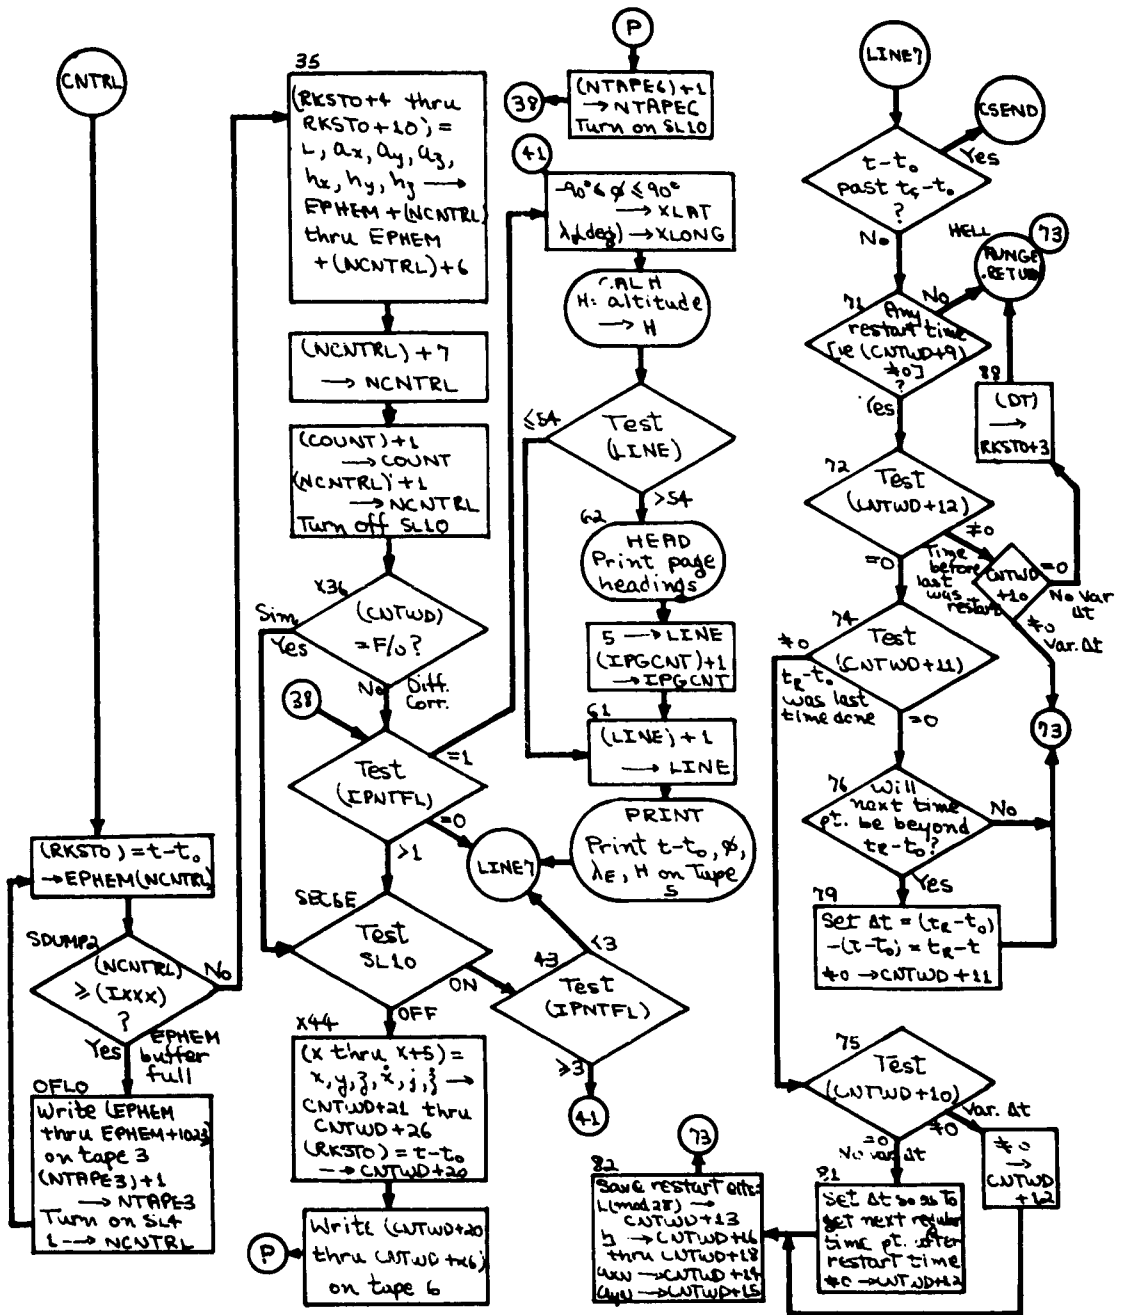 CNTRL
(RKSTO) = t-t₀
→EPHEM(NCNTRL)
SDUMP2
(NCNTRL)
≥ (IXXX)
?
No
Yes
EPHEM
buffer
full
OFLO
Write (EPHEM
thru EPHEM+1023)
on tape 3
(NTAPE3)+1
→ NTAPE3
Turn on SL4
1 → NCNTRL
35
(RKSTO+4 thru
RKSTO+10) =
L, ax, ay, az,
hx, hy, hz →
EPHEM+(NCNTRL)
thru EPHEM
+(NCNTRL)+6
(NCNTRL)+7
→ NCNTRL
(COUNT)+1
→ COUNT
(NCNTRL)+1
→ NCNTRL
Turn off SL10
X36
(CNTWD)
= F/0?
Sim.
Yes
No
Diff.
Corr.
38
Test
(IPNTFL)
=1
=0
>1
SEC6E
Test
SL10
ON
OFF
X44
(x thru x+5) =
x, y, z, ẋ, ẏ, ż →
CNTWD+21 thru
CNTWD+26
(RKSTO) = t-t₀
→ CNTWD+20
Write (CNTWD+20
thru CNTWD+26)
on tape 6
P
P
(NTAPE6)+1
→ NTAPE6
Turn on SL10
38
41
-90° ≤ ø ≤ 90°
→ XLAT
(deg) → XLONG
CALH
H = altitude
→ H
Test
(LINE)
≤54
>54
62
HEAD
Print page
headings
5 → LINE
(IPGCNT)+1
→ IPGCNT
61
(LINE)+1
→ LINE
PRINT
Print t-t₀, ø,
λE, H on Tape
5
LINE7
43
Test
(IPNTFL)
<3
≥3
41
LINE7
t-t₀
past tf-t₀
?
Yes
CSEND
No
71
Any
restart time
[ie (CNTWD+9)
≠0]
?
No
HELL
73
RUNGE
RETURN
Yes
88
(DT)
→
RKSTO+3
72
Test
(CNTWD+12)
≠0
=0
Time
before
last
was
restart
CNTWD
+10
=0
No var
Δt
≠0
Var. Δt
73
74
Test
(CNTWD+11)
≠0
tR-t₀
was last
time done
=0
76
Will
next time
pt. be beyond
tR-t₀?
No
Yes
79
Set Δt = (tR-t₀)
-(t-t₀) = tR-t
≠0 → CNTWD+11
75
Test
(CNTWD+10)
Var. Δt
≠0
=0
No var Δt
≠0
→
CNTWD
+12
81
Set Δt so as to
get next regular
time pt. after
restart time
≠0 → CNTWD+12
73
82
Save restart
L(mod 2π) →
CNTWD+13
h → CNTWD+16
thru CNTWD+18
→ CNTWD+14
→ CNTWD+15